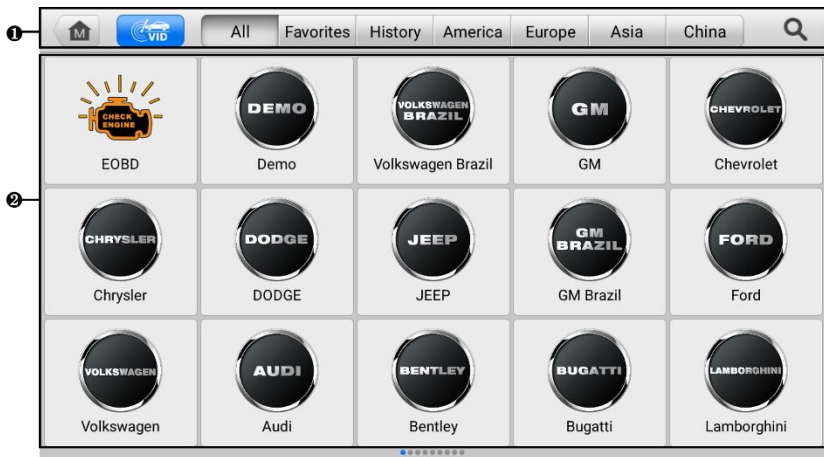 ❶
M
VID
All Favorites History America Europe Asia China
❷
CHECK
ENGINE
EOBD
DEMO
Demo
VOLKSWAGEN
BRAZIL
Volkswagen Brazil
GM
GM
CHEVROLET
Chevrolet
CHRYSLER
Chrysler
DODGE
DODGE
JEEP
JEEP
GM
BRAZIL
GM Brazil
FORD
Ford
VOLKSWAGEN
Volkswagen
AUDI
Audi
BENTLEY
Bentley
BUGATTI
Bugatti
LAMBORGHINI
Lamborghini